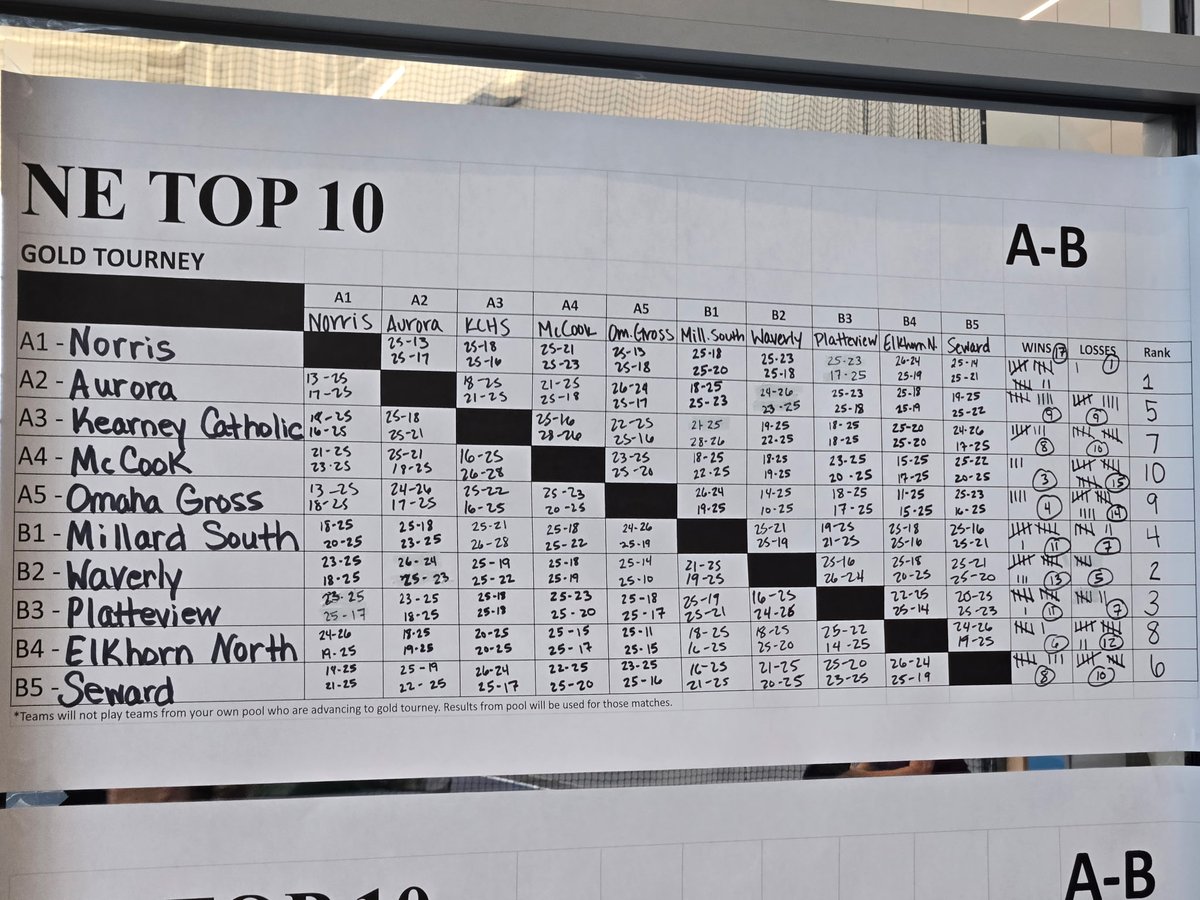 NE TOP 10
A-B
GOLD TOURNEY
A1 A2 A3 A4 A5 B1 B2 B3 B4 B5
Norris Aurora KCHS McCook Om.Gross Mill.South Waverly Platteview Elkhorn N. Seward WINS 17 LOSSES 1 Rank
A1 - Norris 25-13 25-18 25-21 25-13 25-18 25-23 25-23 26-24 25-14
25-17 25-16 25-23 25-18 25-20 25-18 17-25 25-19 25-21 1
A2 - Aurora 13-25 18-25 21-25 26-24 18-25 24-26 25-23 25-18 19-25
17-25 21-25 25-18 25-17 25-23 23-25 25-18 25-19 25-22 9 9 5
A3 - Kearney Catholic 18-25 25-18 25-16 22-25 21-25 19-25 18-25 25-20 24-26
16-25 25-21 28-26 25-16 28-26 22-25 18-25 25-20 17-25 8 10 7
A4 - McCook 21-25 25-21 16-25 23-25 18-25 18-25 23-25 15-25 25-22
23-25 18-25 26-28 25-20 22-25 19-25 20-25 17-25 20-25 3 15 10
A5 - Omaha Gross 13-25 24-26 25-22 25-23 26-24 14-25 18-25 11-25 25-23
18-25 17-25 16-25 20-25 19-25 10-25 17-25 15-25 16-25 4 14 9
B1 - Millard South 18-25 25-18 25-21 25-18 24-26 25-21 19-25 25-18 25-16
20-25 23-25 26-28 25-22 25-19 25-19 21-25 25-16 25-21 11 7 4
B2 - Waverly 23-25 26-24 25-19 25-18 25-14 21-25 25-16 25-18 25-21
18-25 25-23 25-22 25-19 25-10 19-25 26-24 20-25 25-20 13 5 2
B3 - Platteview 23-25 23-25 25-18 25-23 25-18 25-19 16-25 22-25 20-25
25-17 18-25 25-18 25-20 25-17 25-21 24-26 25-14 25-23 11 7 3
B4 - Elkhorn North 24-26 18-25 20-25 25-15 25-11 18-25 18-25 25-22 24-26
19-25 19-25 20-25 25-17 25-15 16-25 25-20 14-25 19-25 6 12 8
B5 - Seward 14-25 25-19 26-24 22-25 23-25 16-25 21-25 25-20 26-24
21-25 22-25 25-17 25-20 25-16 21-25 20-25 23-25 25-19 8 10 6
*Teams will not play teams from your own pool who are advancing to gold tourney. Results from pool will be used for those matches.
TOP 10
A-B